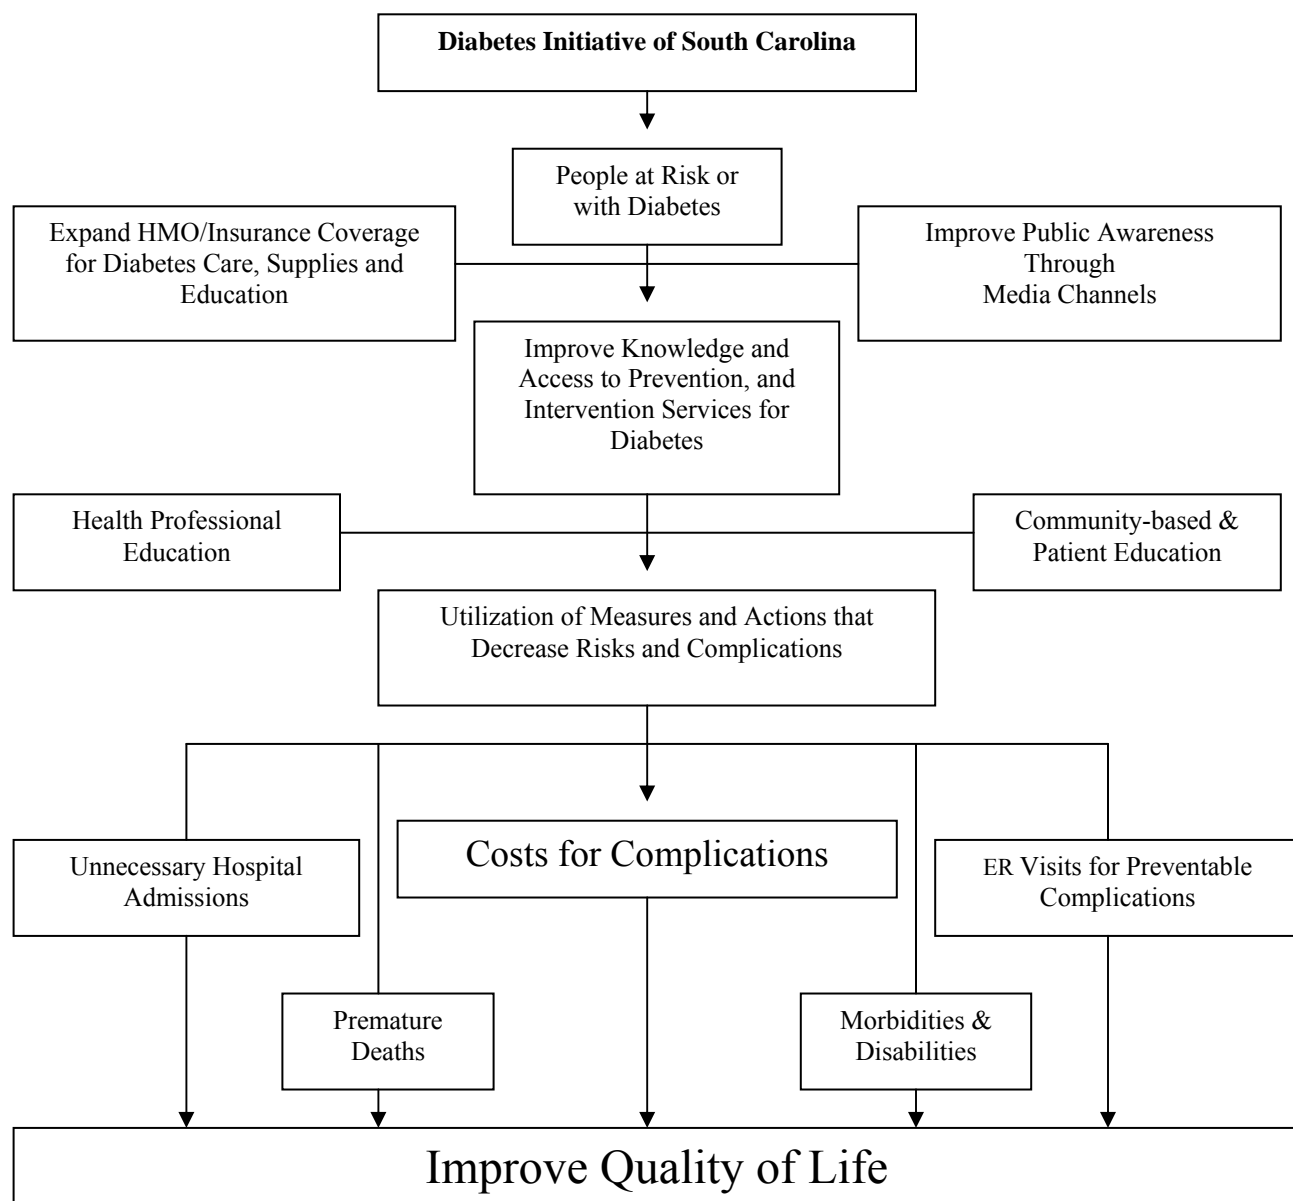 Diabetes Initiative of South Carolina
People at Risk or
with Diabetes
Expand HMO/Insurance Coverage
for Diabetes Care, Supplies and
Education
Improve Public Awareness
Through
Media Channels
Improve Knowledge and
Access to Prevention, and
Intervention Services for
Diabetes
Health Professional
Education
Community-based &
Patient Education
Utilization of Measures and Actions that
Decrease Risks and Complications
Unnecessary Hospital
Admissions
Costs for Complications
ER Visits for Preventable
Complications
Premature
Deaths
Morbidities &
Disabilities
Improve Quality of Life